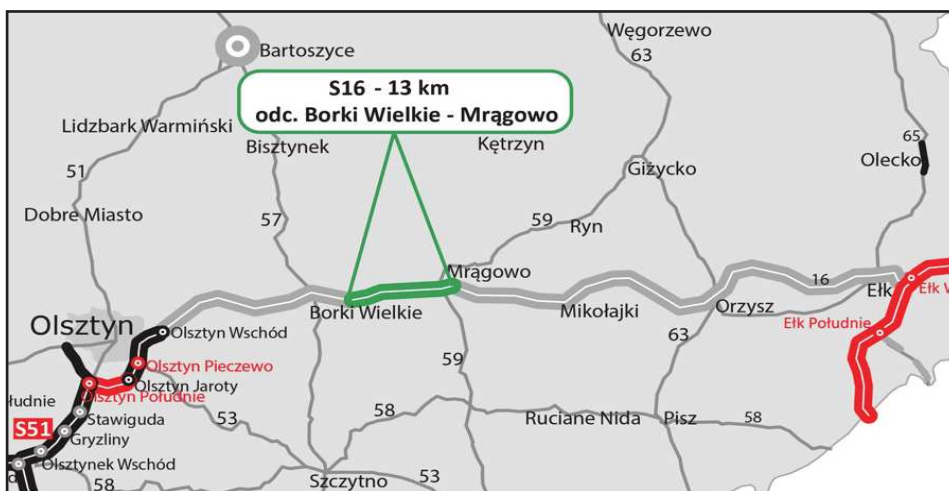 Węgorzewo
63
Bartoszyce
S16 - 13 km
odc. Borki Wielkie - Mrągowo
Lidzbark Warmiński
Bisztynek
Kętrzyn
65
Olecko
51
Giżycko
Dobre Miasto
57
59
Ryn
Mrągowo
16
Ełk
Ełk W
Borki Wielkie
Mikołajki
Orzysz
Olsztyn
Olsztyn Wschód
Ełk Południe
63
59
Olsztyn Pieczewo
Olsztyn Jaroty
Olsztyn Południe
łudnie
Stawiguda
S51
Gryzliny
53
58
Ruciane Nida
Pisz
58
Olsztynek Wschód
58
Szczytno
53